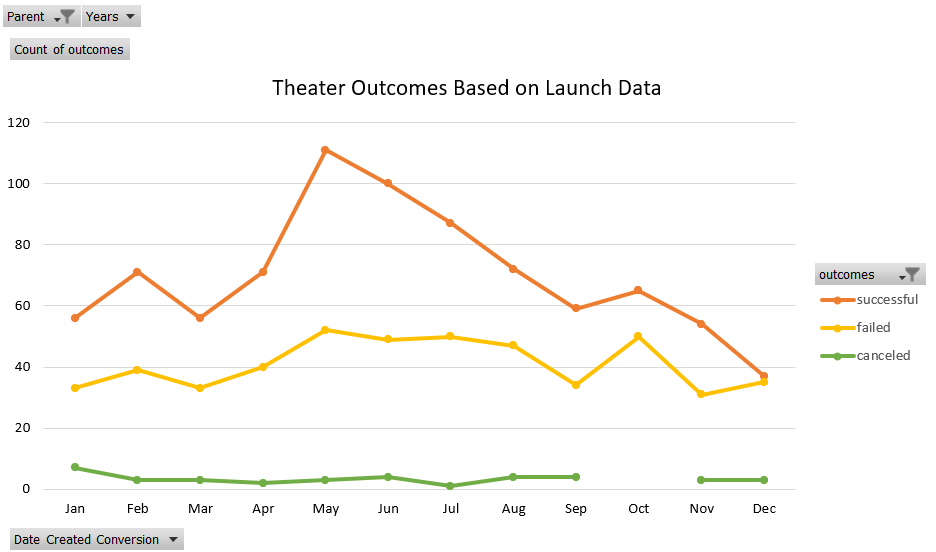 Parent Years
Count of outcomes
Theater Outcomes Based on Launch Data
120
100
80
60
40
20
0
Jan Feb Mar Apr May Jun Jul Aug Sep Oct Nov Dec
outcomes
successful
failed
canceled
Date Created Conversion